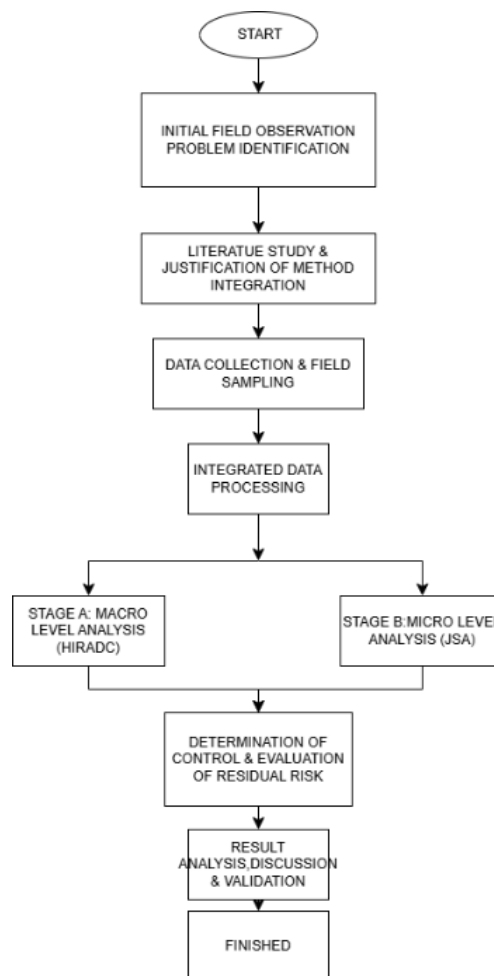 START
INITIAL FIELD OBSERVATION
PROBLEM IDENTIFICATION
LITERATUE STUDY &
JUSTIFICATION OF METHOD
INTEGRATION
DATA COLLECTION & FIELD
SAMPLING
INTEGRATED DATA
PROCESSING
STAGE A: MACRO
LEVEL ANALYSIS
(HIRADC)
STAGE B:MICRO LEVEL
ANALYSIS (JSA)
DETERMINATION OF
CONTROL & EVALUATION
OF RESIDUAL RISK
RESULT
ANALYSIS,DISCUSSION
& VALIDATION
FINISHED